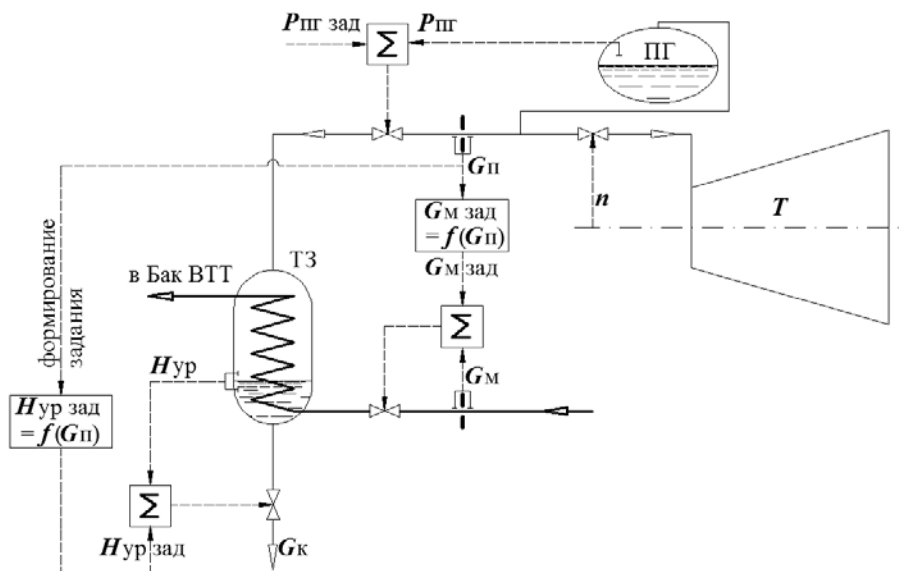 Pпг зад
Σ
Pпг
ПГ
Gп
n
T
Gм зад
= f(Gп)
Gм зад
ТЗ
в Бак ВТТ
формирование
задания
Σ
Hур
Gм
Hур зад
= f(Gп)
Σ
Hур зад
Gк